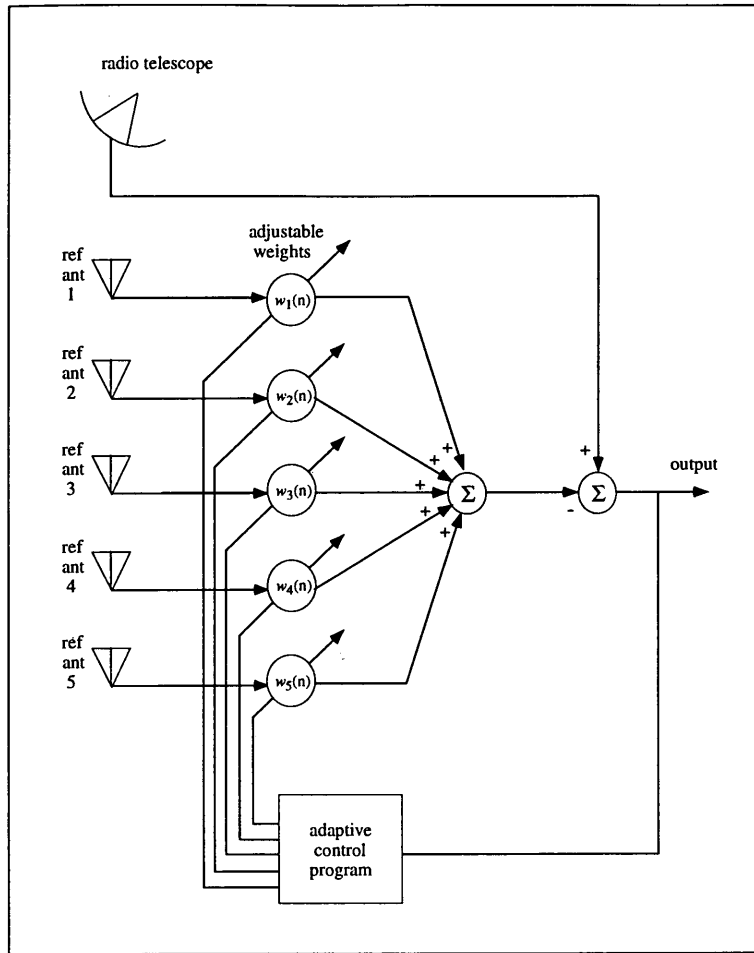 radio telescope
adjustable
weights
ref
ant
1
w₁(n)
ref
ant
2
w₂(n)
ref
ant
3
w₃(n)
ref
ant
4
w₄(n)
ref
ant
5
w₅(n)
+
+
+
+
+
Σ
+
-
Σ
output
adaptive
control
program